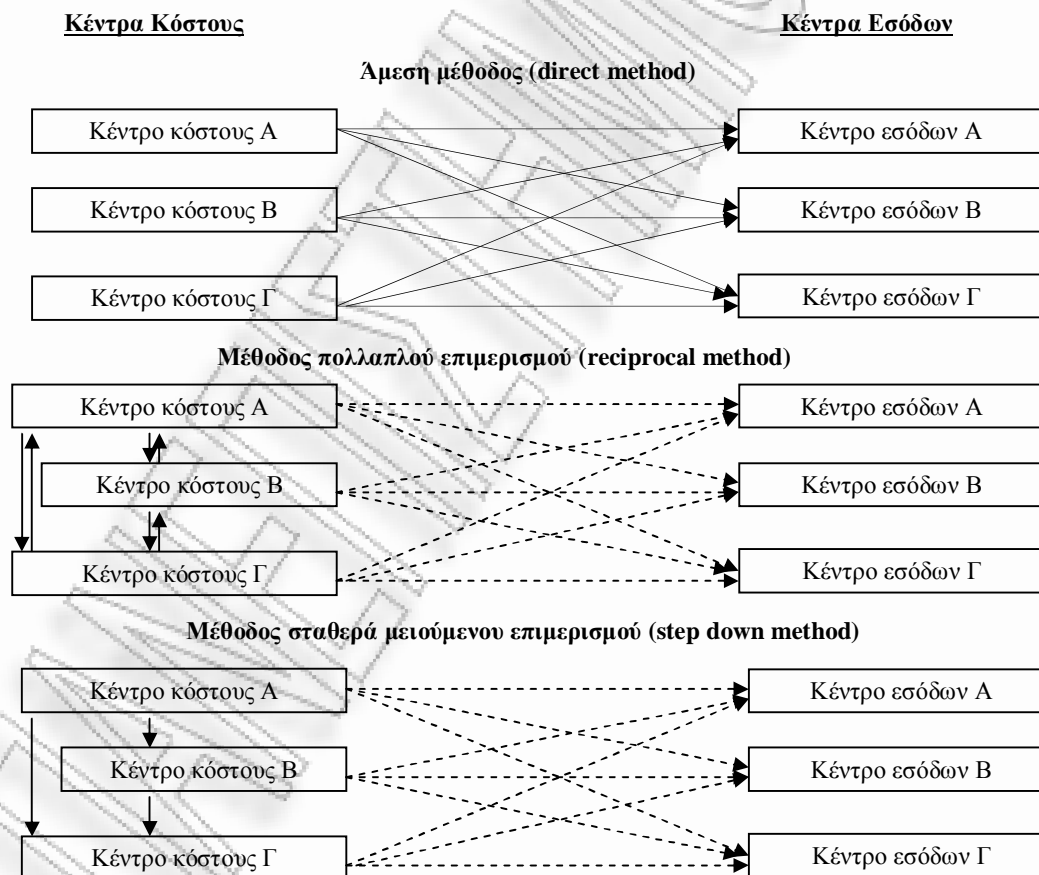 Κέντρα Κόστους Κέντρα Εσόδων
Άμεση μέθοδος (direct method)
Κέντρο κόστους Α Κέντρο εσόδων Α
Κέντρο κόστους Β Κέντρο εσόδων Β
Κέντρο κόστους Γ Κέντρο εσόδων Γ
Μέθοδος πολλαπλού επιμερισμού (reciprocal method)
Κέντρο κόστους Α Κέντρο εσόδων Α
Κέντρο κόστους Β Κέντρο εσόδων Β
Κέντρο κόστους Γ Κέντρο εσόδων Γ
Μέθοδος σταθερά μειούμενου επιμερισμού (step down method)
Κέντρο κόστους Α Κέντρο εσόδων Α
Κέντρο κόστους Β Κέντρο εσόδων Β
Κέντρο κόστους Γ Κέντρο εσόδων Γ